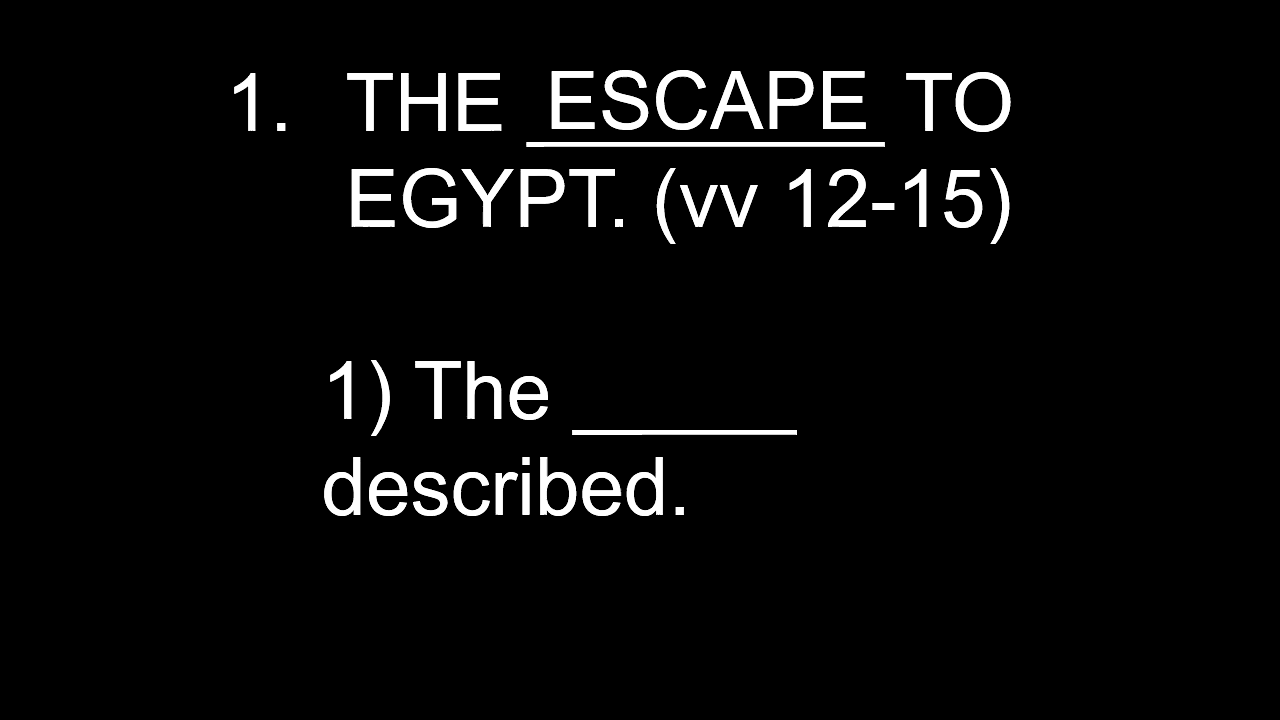 1. THE ESCAPE TO
EGYPT. (vv 12-15)
1) The ______
described.